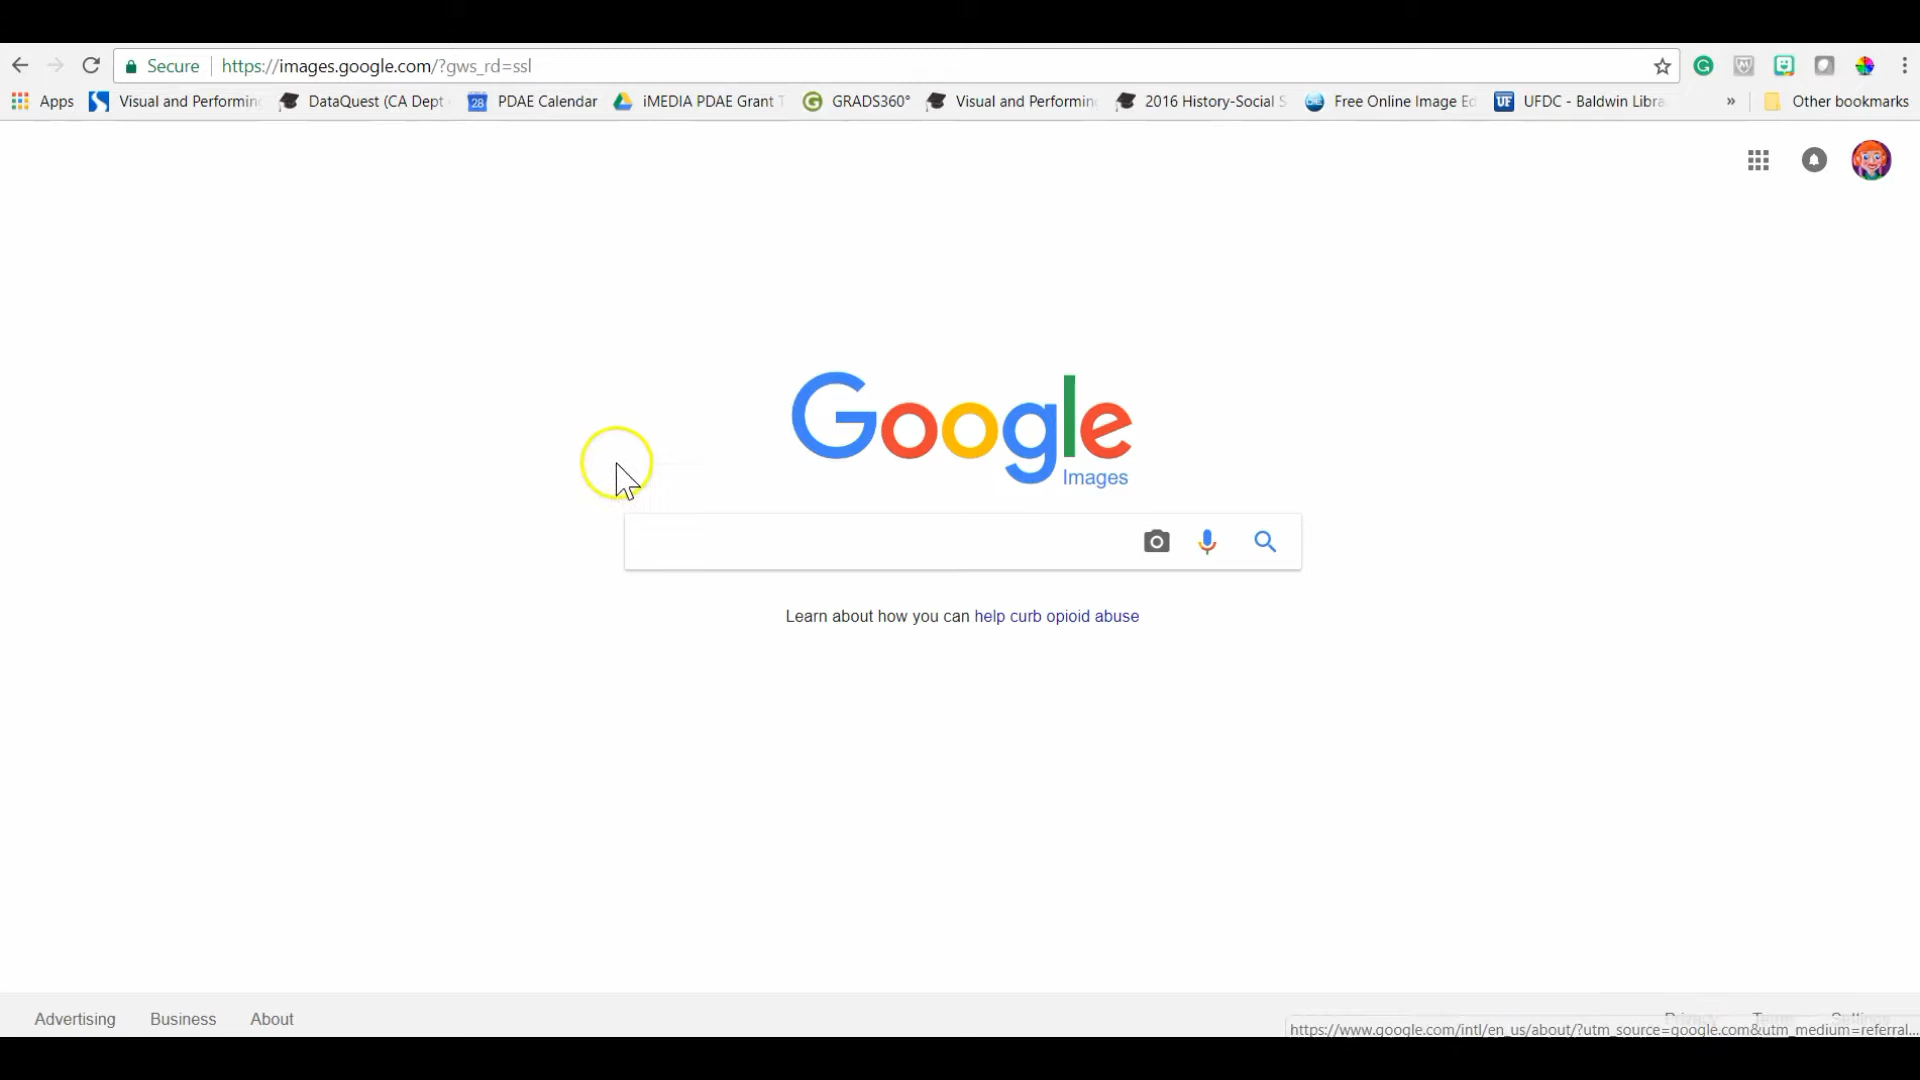 Secure https://images.google.com/?gws_rd=ssl
Apps Visual and Performin DataQuest (CA Dept PDAE Calendar iMEDIA PDAE Grant T GRADS360° Visual and Performin 2016 History-Social S Free Online Image Ed UFDC - Baldwin Libra » Other bookmarks
28
UF
Google
Images
Learn about how you can help curb opioid abuse
Advertising Business About Privacy Terms Settings
https://www.google.com/intl/en_us/about/?utm_source=google.com&utm_medium=referral...